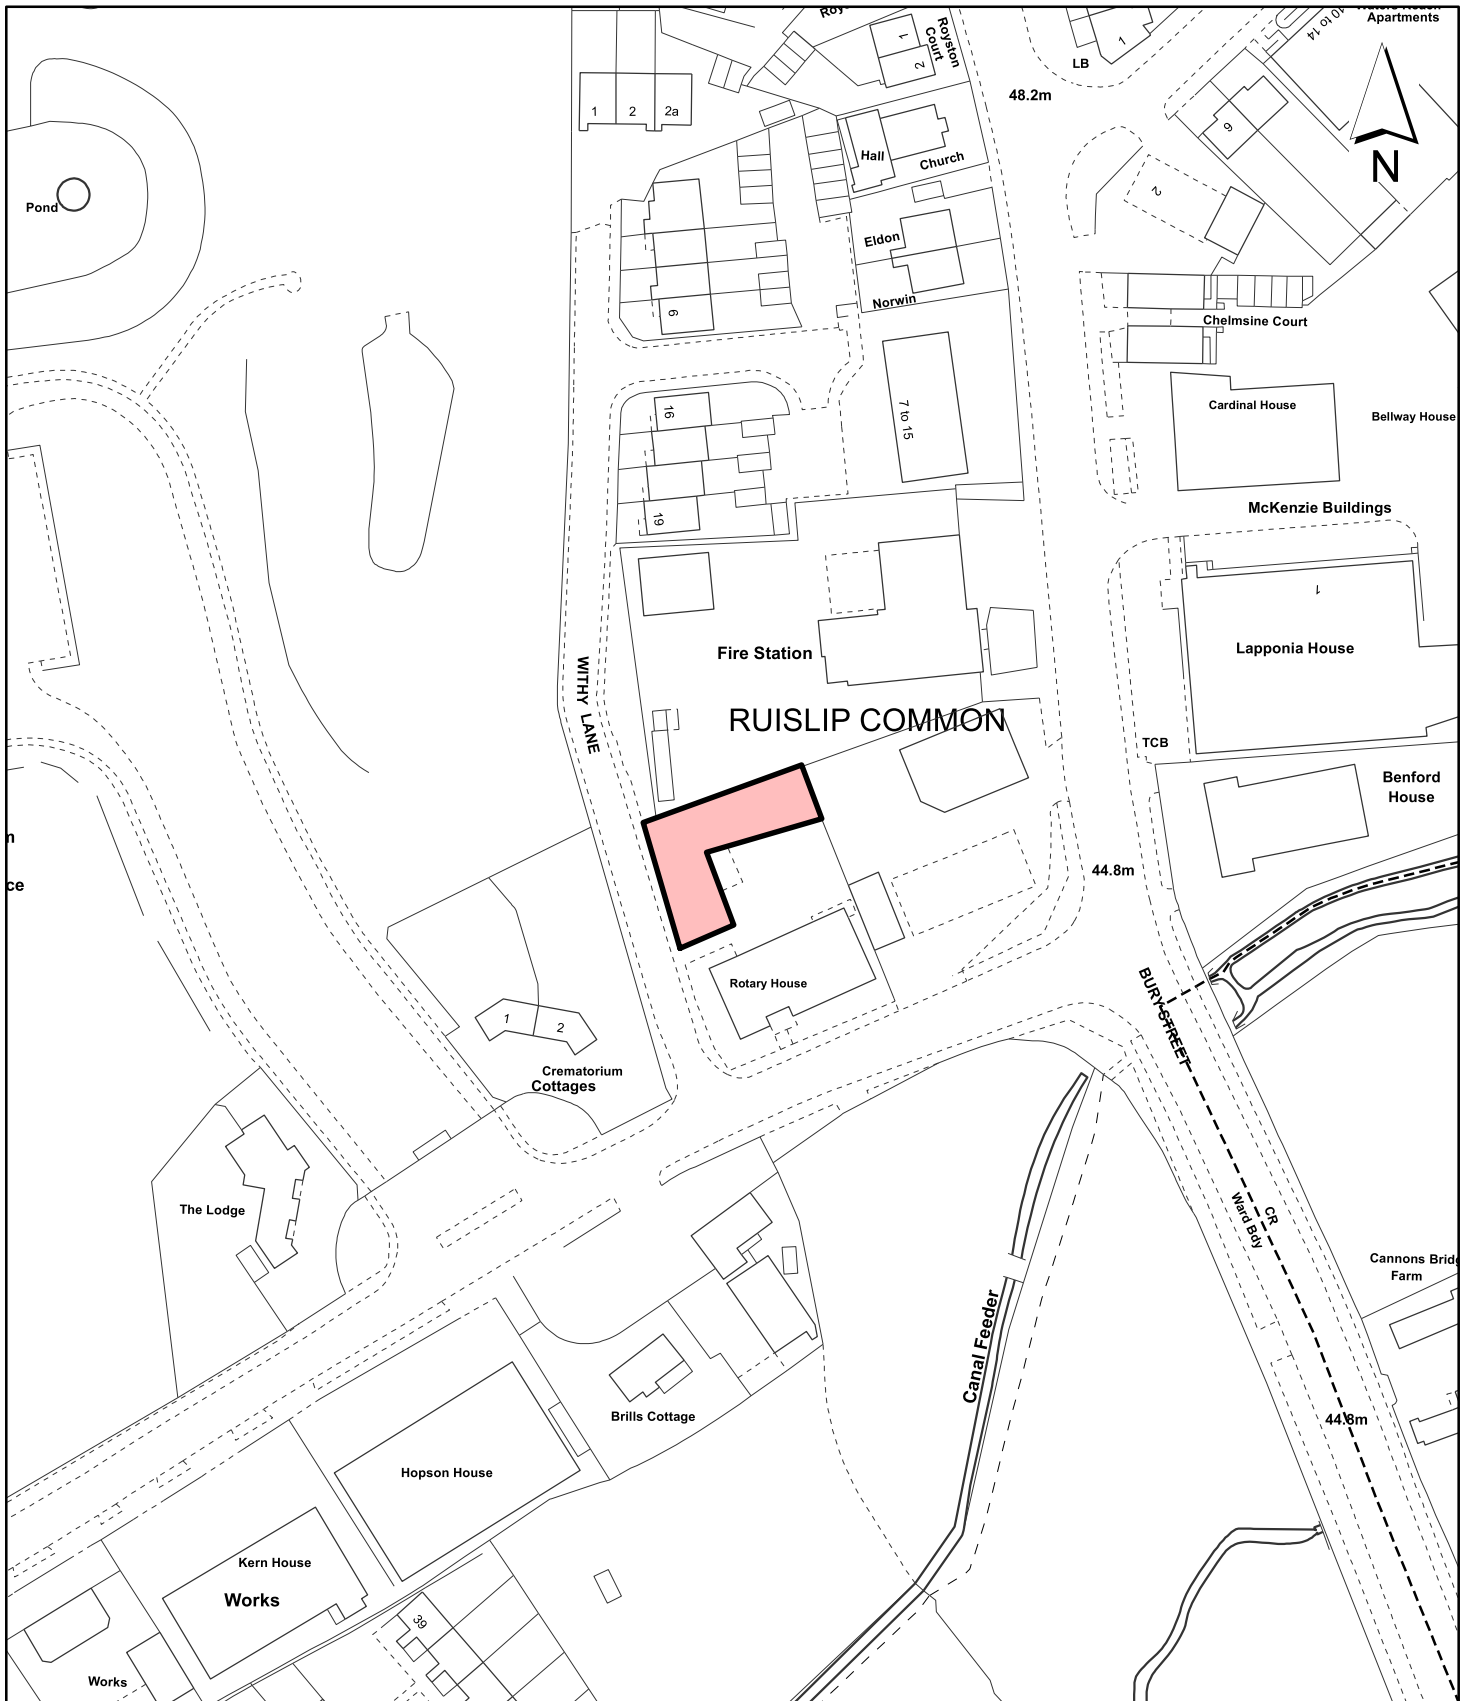 Apartments
10 to 14
Royston
Court
1
2
LB
1
48.2m
1
2
2a
Hall
Church
6
N
2
Pond
Eldon
Norwin
6
Chelmsine Court
16
7 to 15
Cardinal House
Bellway House
19
McKenzie Buildings
1
Fire Station
Lapponia House
WITHY LANE
RUISLIP COMMON
TCB
Benford
House
44.8m
ce
Rotary House
BURY STREET
1
2
Crematorium
Cottages
The Lodge
CR
Ward Bdy
Cannons Bridg
Farm
Canal Feeder
Brills Cottage
44.8m
Hopson House
Kern House
Works
39
Works